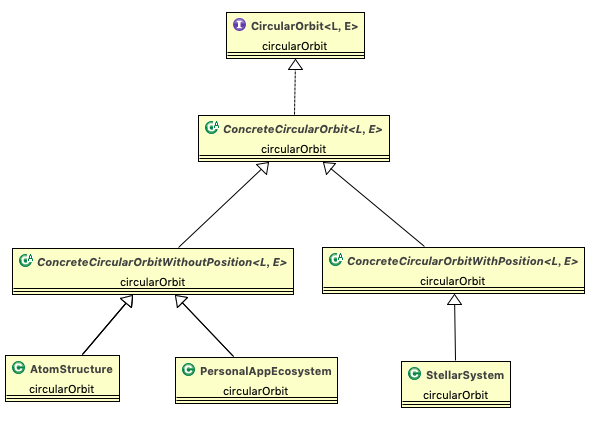 I CircularOrbit<L, E>
circularOrbit
C A ConcreteCircularOrbit<L, E>
circularOrbit
C A ConcreteCircularOrbitWithoutPosition<L, E>
circularOrbit
C A ConcreteCircularOrbitWithPosition<L, E>
circularOrbit
C AtomStructure
circularOrbit
C PersonalAppEcosystem
circularOrbit
C StellarSystem
circularOrbit